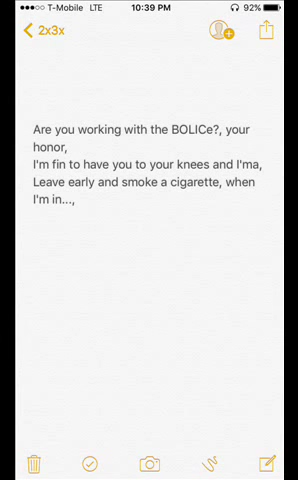 T-Mobile LTE 10:39 PM 92%
2x3x
Are you working with the BOLICe?, your
honor,
I'm fin to have you to your knees and I'ma,
Leave early and smoke a cigarette, when
I'm in...,